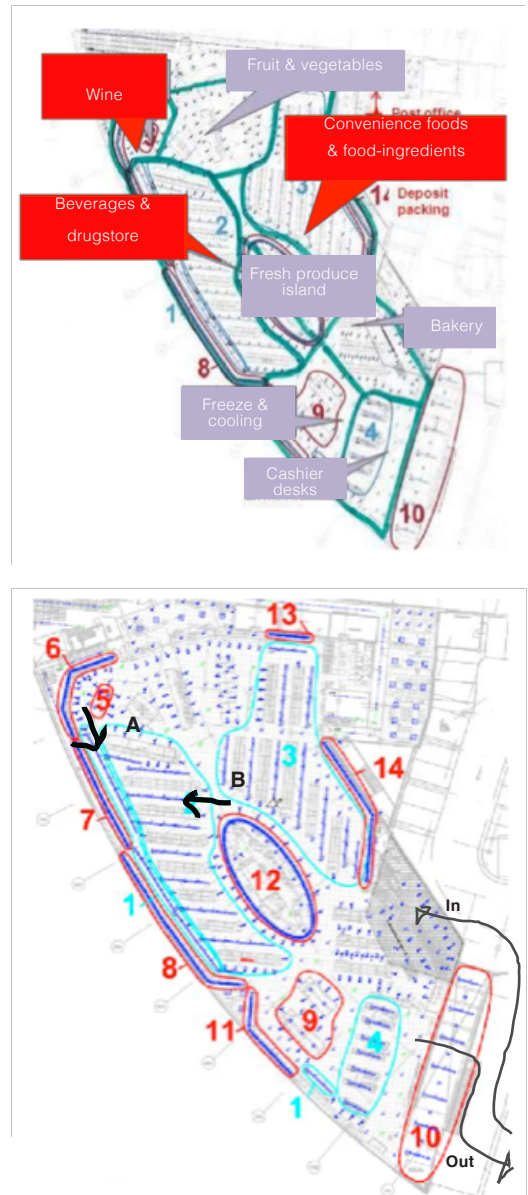 Fruit & vegetables
Wine
Post office
Convenience foods
& food-ingredients
3
Deposit
packing
Beverages &
drugstore
2
Fresh produce
island
1
Bakery
8
Freeze &
cooling
9
4
Cashier
desks
10
13
6
5
A
3
14
B
7
12
1
In
8
9
11
4
1
10
Out